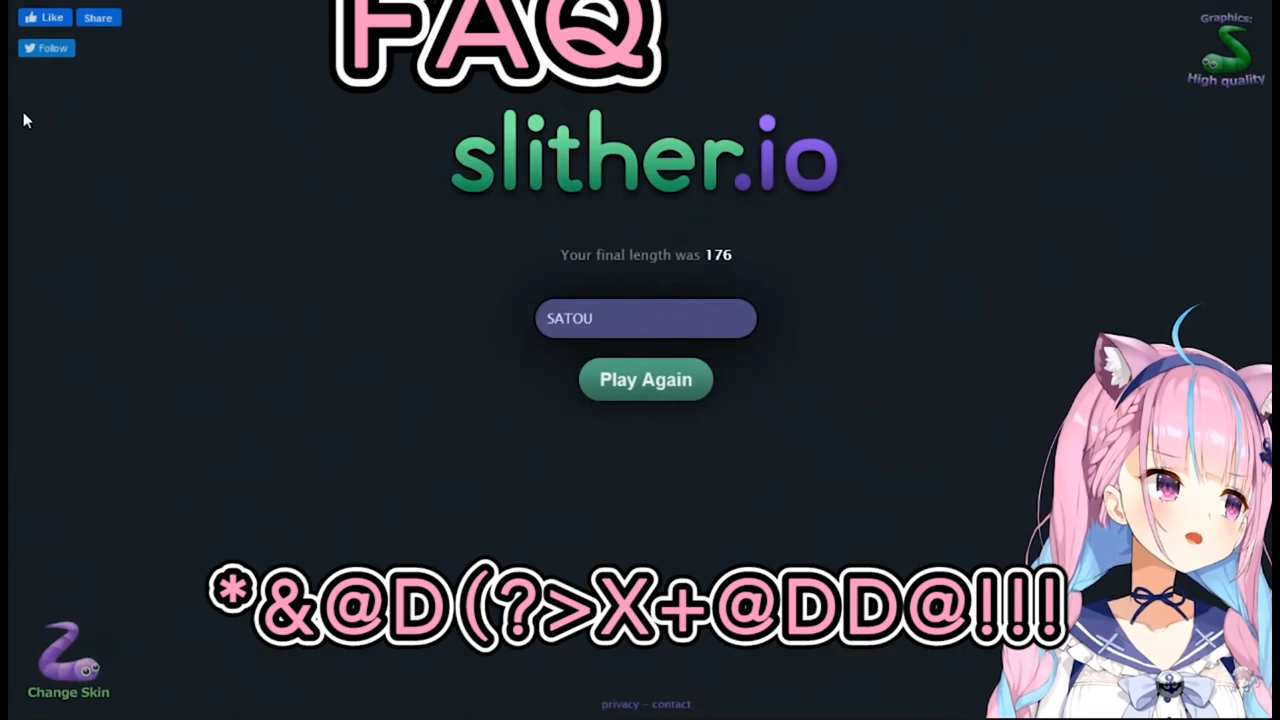 FAQ
Like Share
Follow
Graphics:
High quality
slither.io
Your final length was 176
SATOU
Play Again
*&@D(?>X+@DD@!!!
Change Skin
privacy - contact